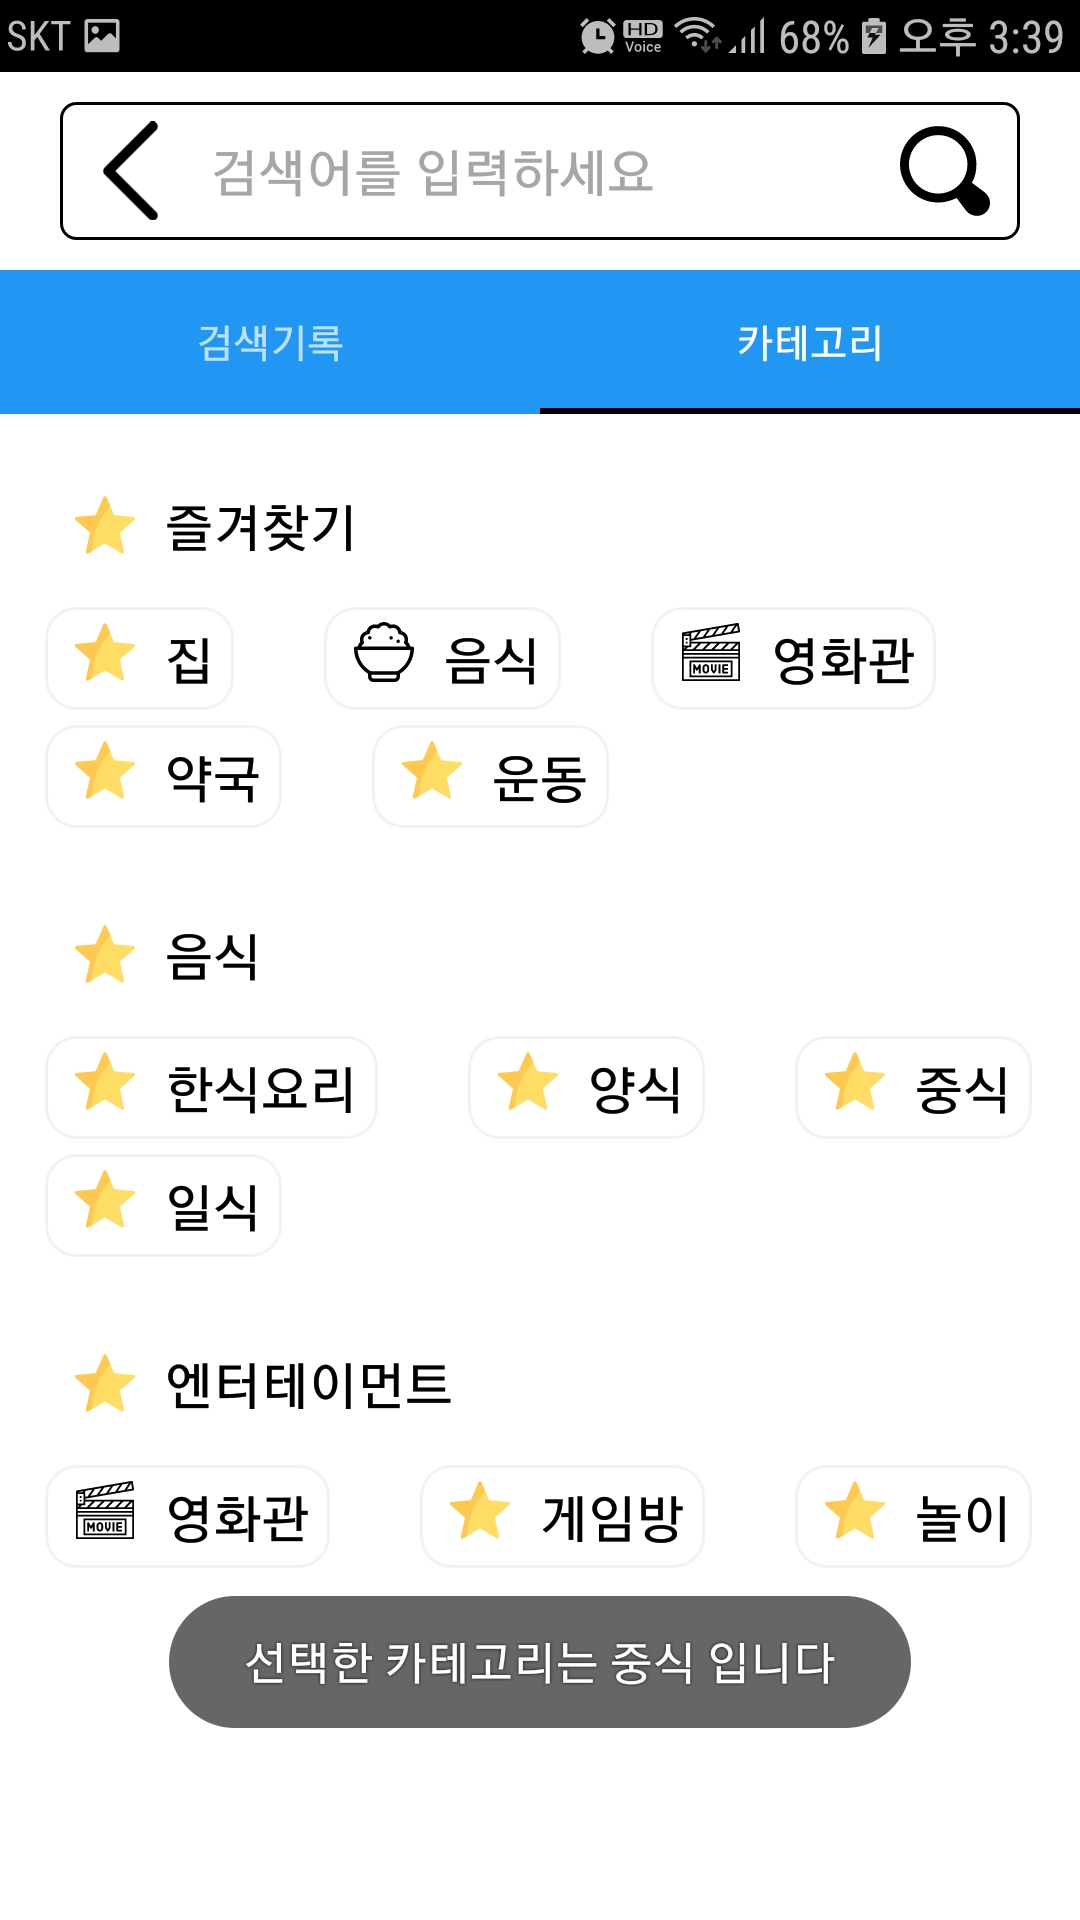 SKT HD Voice 68% 오후 3:39
검색어를 입력하세요
검색기록 카테고리
즐겨찾기
집 음식 MOVIE 영화관
약국 운동
음식
한식요리 양식 중식
일식
엔터테이먼트
MOVIE 영화관 게임방 놀이
선택한 카테고리는 중식 입니다